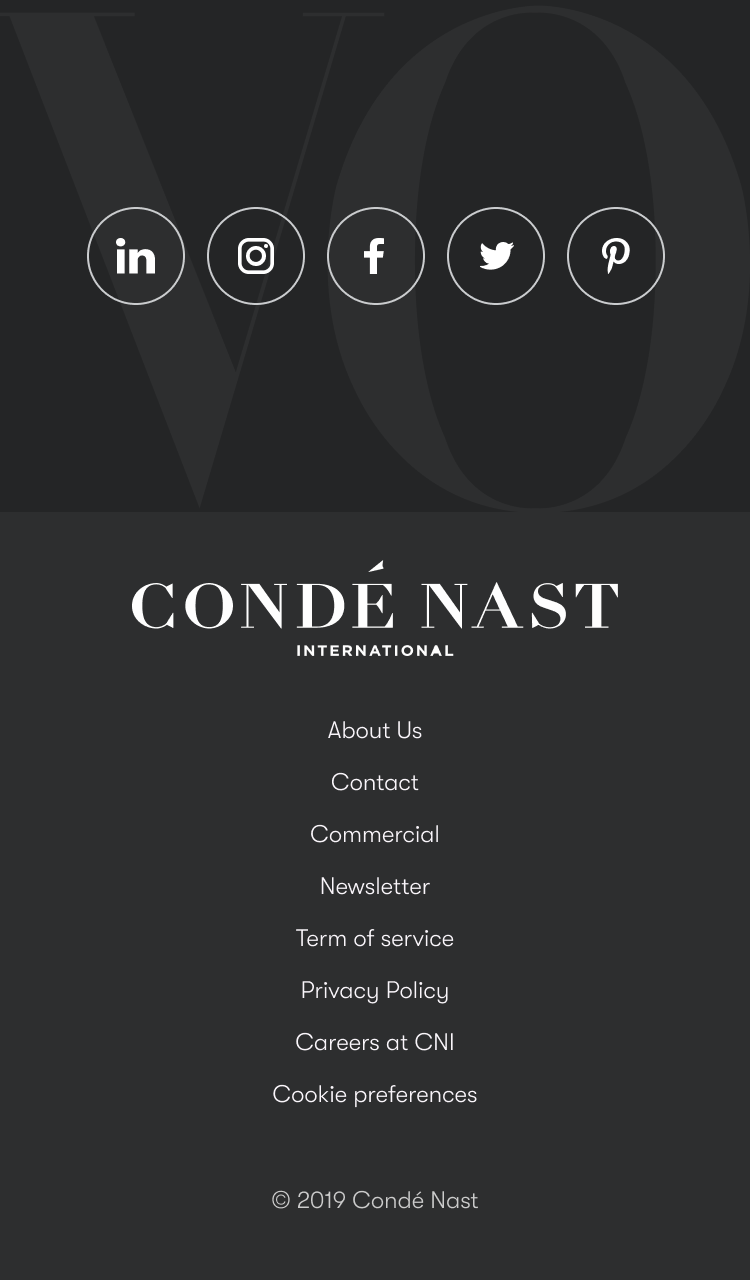 VO
in
CONDÉ NAST
INTERNATIONAL
About Us
Contact
Commercial
Newsletter
Term of service
Privacy Policy
Careers at CNI
Cookie preferences
© 2019 Condé Nast